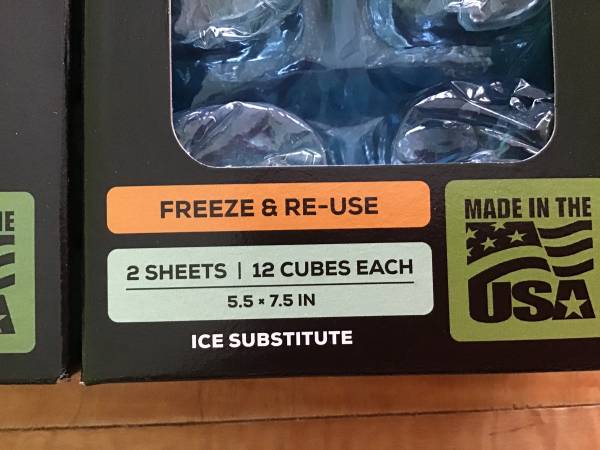 FREEZE & RE-USE
2 SHEETS | 12 CUBES EACH
5.5 × 7.5 IN
ICE SUBSTITUTE
MADE IN THE
USA